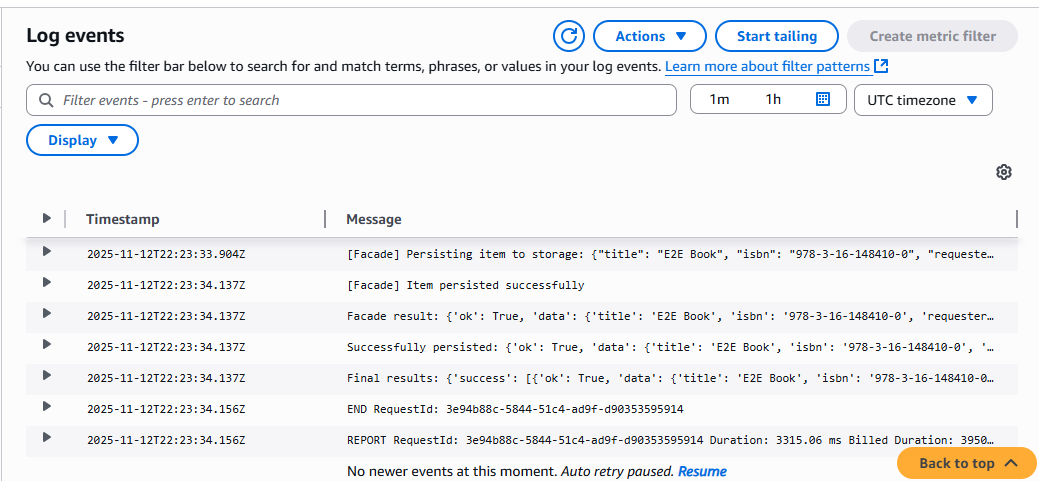 Log events
Actions
Start tailing
Create metric filter
You can use the filter bar below to search for and match terms, phrases, or values in your log events. Learn more about filter patterns
Filter events - press enter to search
1m
1h
UTC timezone
Display
Timestamp
Message
2025-11-12T22:23:33.904Z [Facade] Persisting item to storage: {"title": "E2E Book", "isbn": "978-3-16-148410-0", "requeste…
2025-11-12T22:23:34.137Z [Facade] Item persisted successfully
2025-11-12T22:23:34.137Z Facade result: {'ok': True, 'data': {'title': 'E2E Book', 'isbn': '978-3-16-148410-0', 'requester…
2025-11-12T22:23:34.137Z Successfully persisted: {'ok': True, 'data': {'title': 'E2E Book', 'isbn': '978-3-16-148410-0', '…
2025-11-12T22:23:34.137Z Final results: {'success': [{'ok': True, 'data': {'title': 'E2E Book', 'isbn': '978-3-16-148410-0…
2025-11-12T22:23:34.156Z END RequestId: 3e94b88c-5844-51c4-ad9f-d90353595914
2025-11-12T22:23:34.156Z REPORT RequestId: 3e94b88c-5844-51c4-ad9f-d90353595914 Duration: 3315.06 ms Billed Duration: 3950…
No newer events at this moment. Auto retry paused. Resume
Back to top